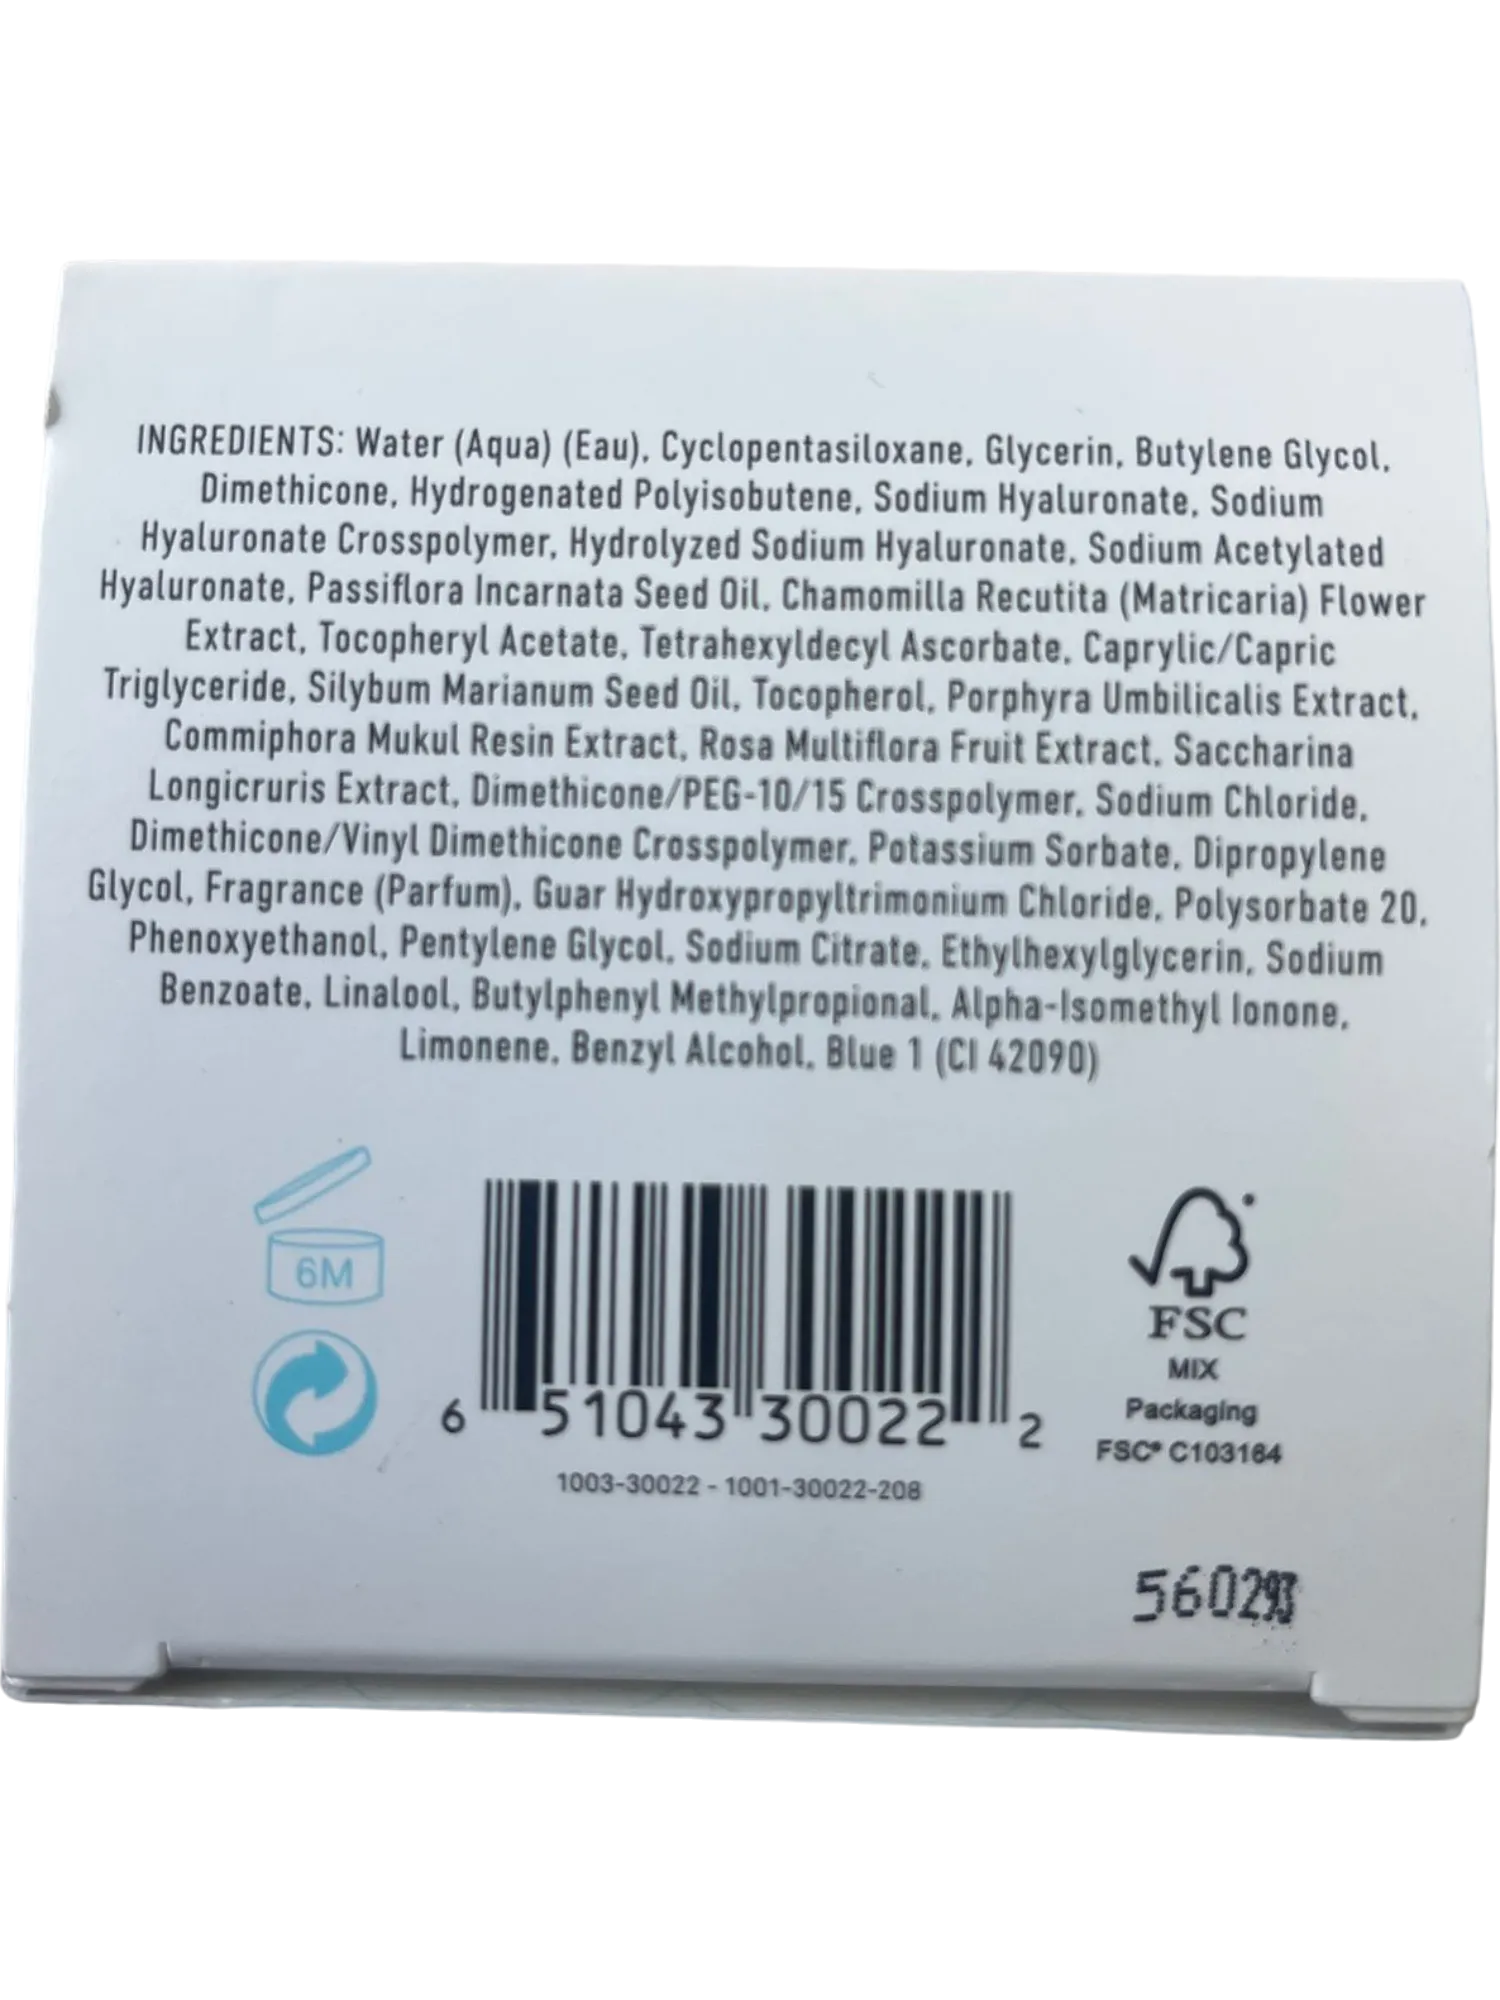 INGREDIENTS: Water (Aqua) (Eau), Cyclopentasiloxane, Glycerin, Butylene Glycol,
Dimethicone, Hydrogenated Polyisobutene, Sodium Hyaluronate, Sodium
Hyaluronate Crosspolymer, Hydrolyzed Sodium Hyaluronate, Sodium Acetylated
Hyaluronate, Passiflora Incarnata Seed Oil, Chamomilla Recutita (Matricaria) Flower
Extract, Tocopheryl Acetate, Tetrahexyldecyl Ascorbate, Caprylic/Capric
Triglyceride, Silybum Marianum Seed Oil, Tocopherol, Porphyra Umbilicalis Extract,
Commiphora Mukul Resin Extract, Rosa Multiflora Fruit Extract, Saccharina
Longicruris Extract, Dimethicone/PEG-10/15 Crosspolymer, Sodium Chloride,
Dimethicone/Vinyl Dimethicone Crosspolymer, Potassium Sorbate, Dipropylene
Glycol, Fragrance (Parfum), Guar Hydroxypropyltrimonium Chloride, Polysorbate 20,
Phenoxyethanol, Pentylene Glycol, Sodium Citrate, Ethylhexylglycerin, Sodium
Benzoate, Linalool, Butylphenyl Methylpropional, Alpha-Isomethyl Ionone,
Limonene, Benzyl Alcohol, Blue 1 (CI 42090)
6M
6 51043 30022 2
1003-30022 - 1001-30022-208
FSC
MIX
Packaging
FSC® C103164
560293